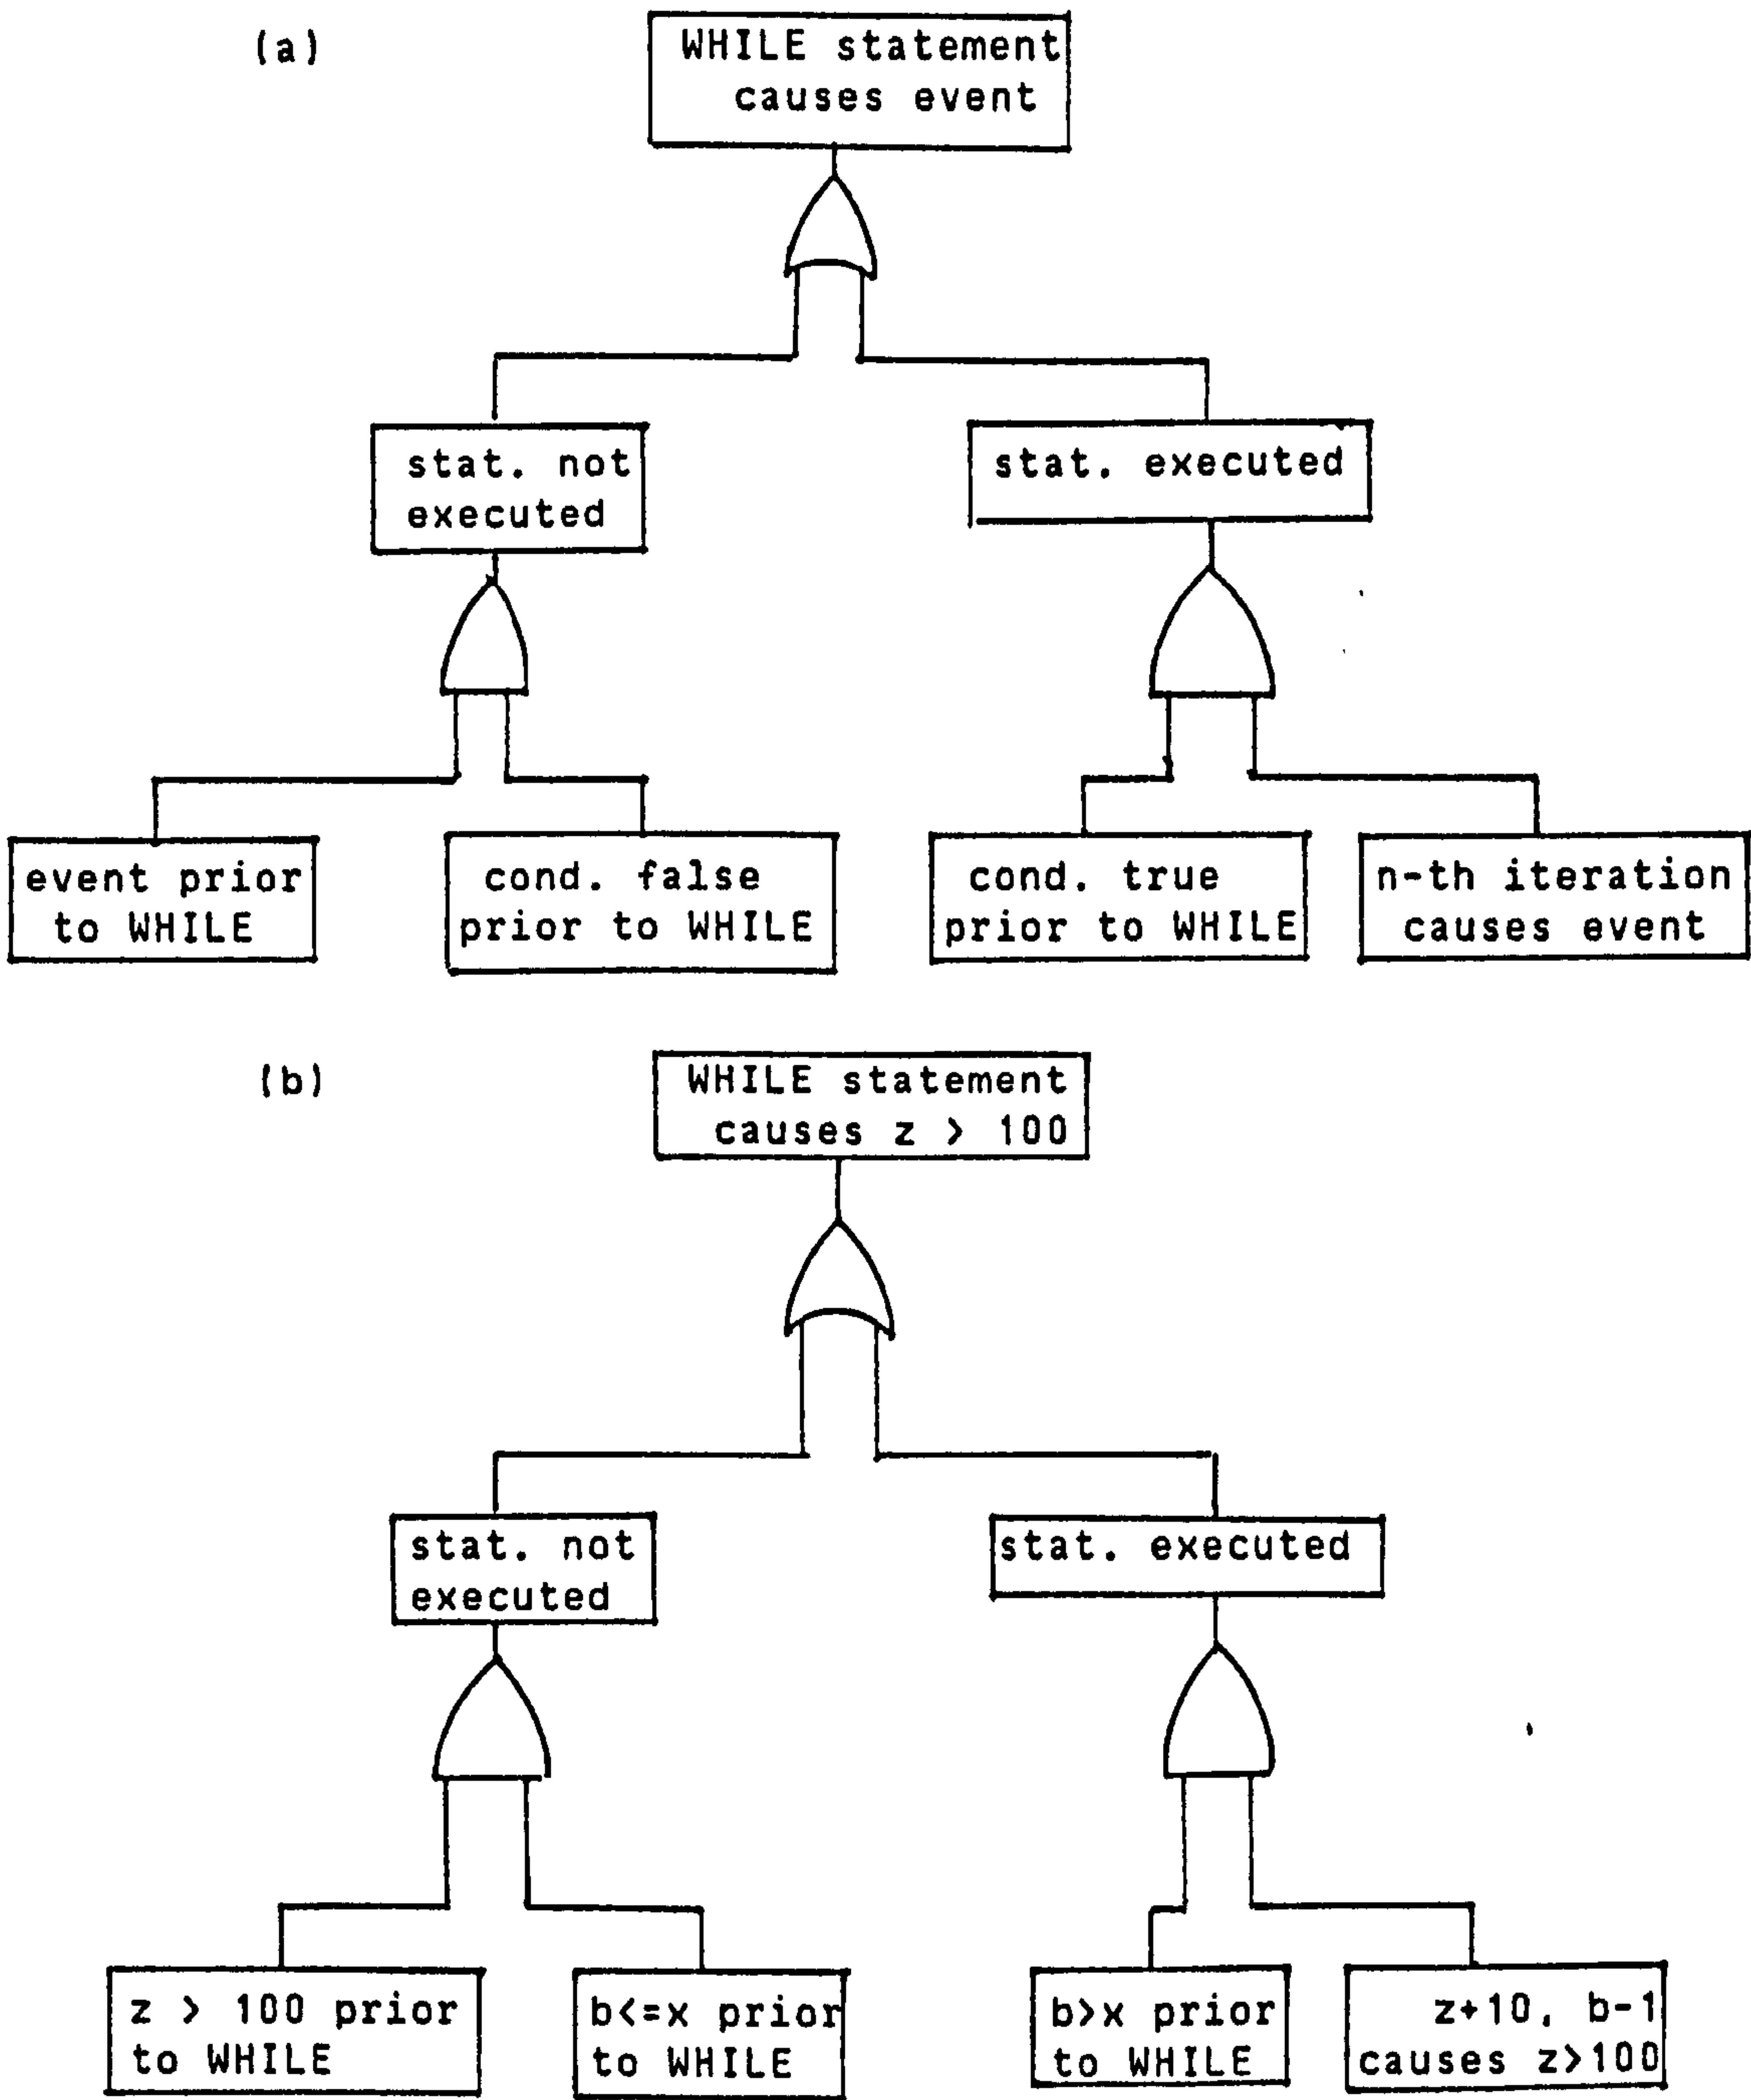 (a)
WHILE statement
causes event
stat. not
executed
stat. executed
event prior
to WHILE
cond. false
prior to WHILE
cond. true
prior to WHILE
n-th iteration
causes event
(b)
WHILE statement
causes z > 100
stat. not
executed
stat. executed
z > 100 prior
to WHILE
b<=x prior
to WHILE
b>x prior
to WHILE
z+10, b-1
causes z>100